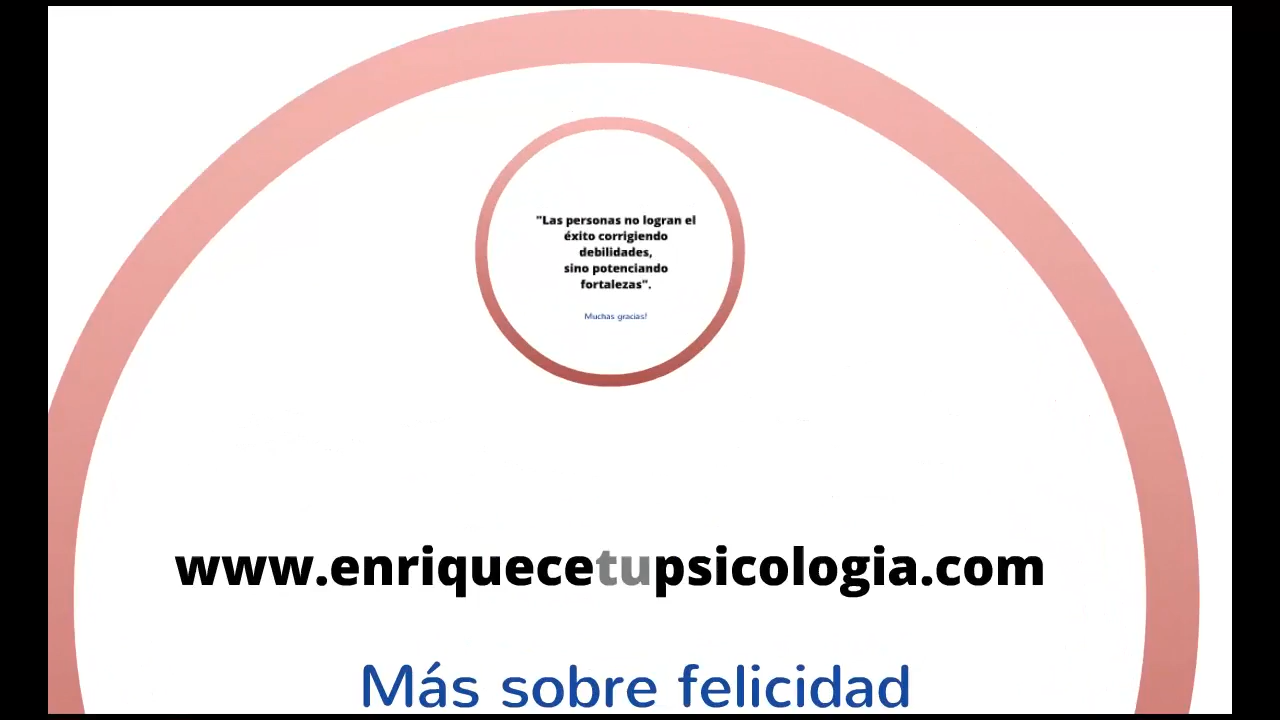 "Las personas no logran el
éxito corrigiendo
debilidades,
sino potenciando
fortalezas".
Muchas gracias!
www.enriquecetupsicologia.com
Más sobre felicidad